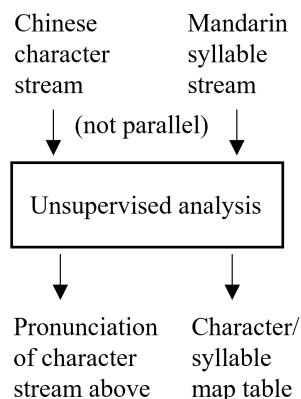 Chinese
character
stream
Mandarin
syllable
stream
(not parallel)
Unsupervised analysis
Pronunciation
of character
stream above
Character/
syllable
map table